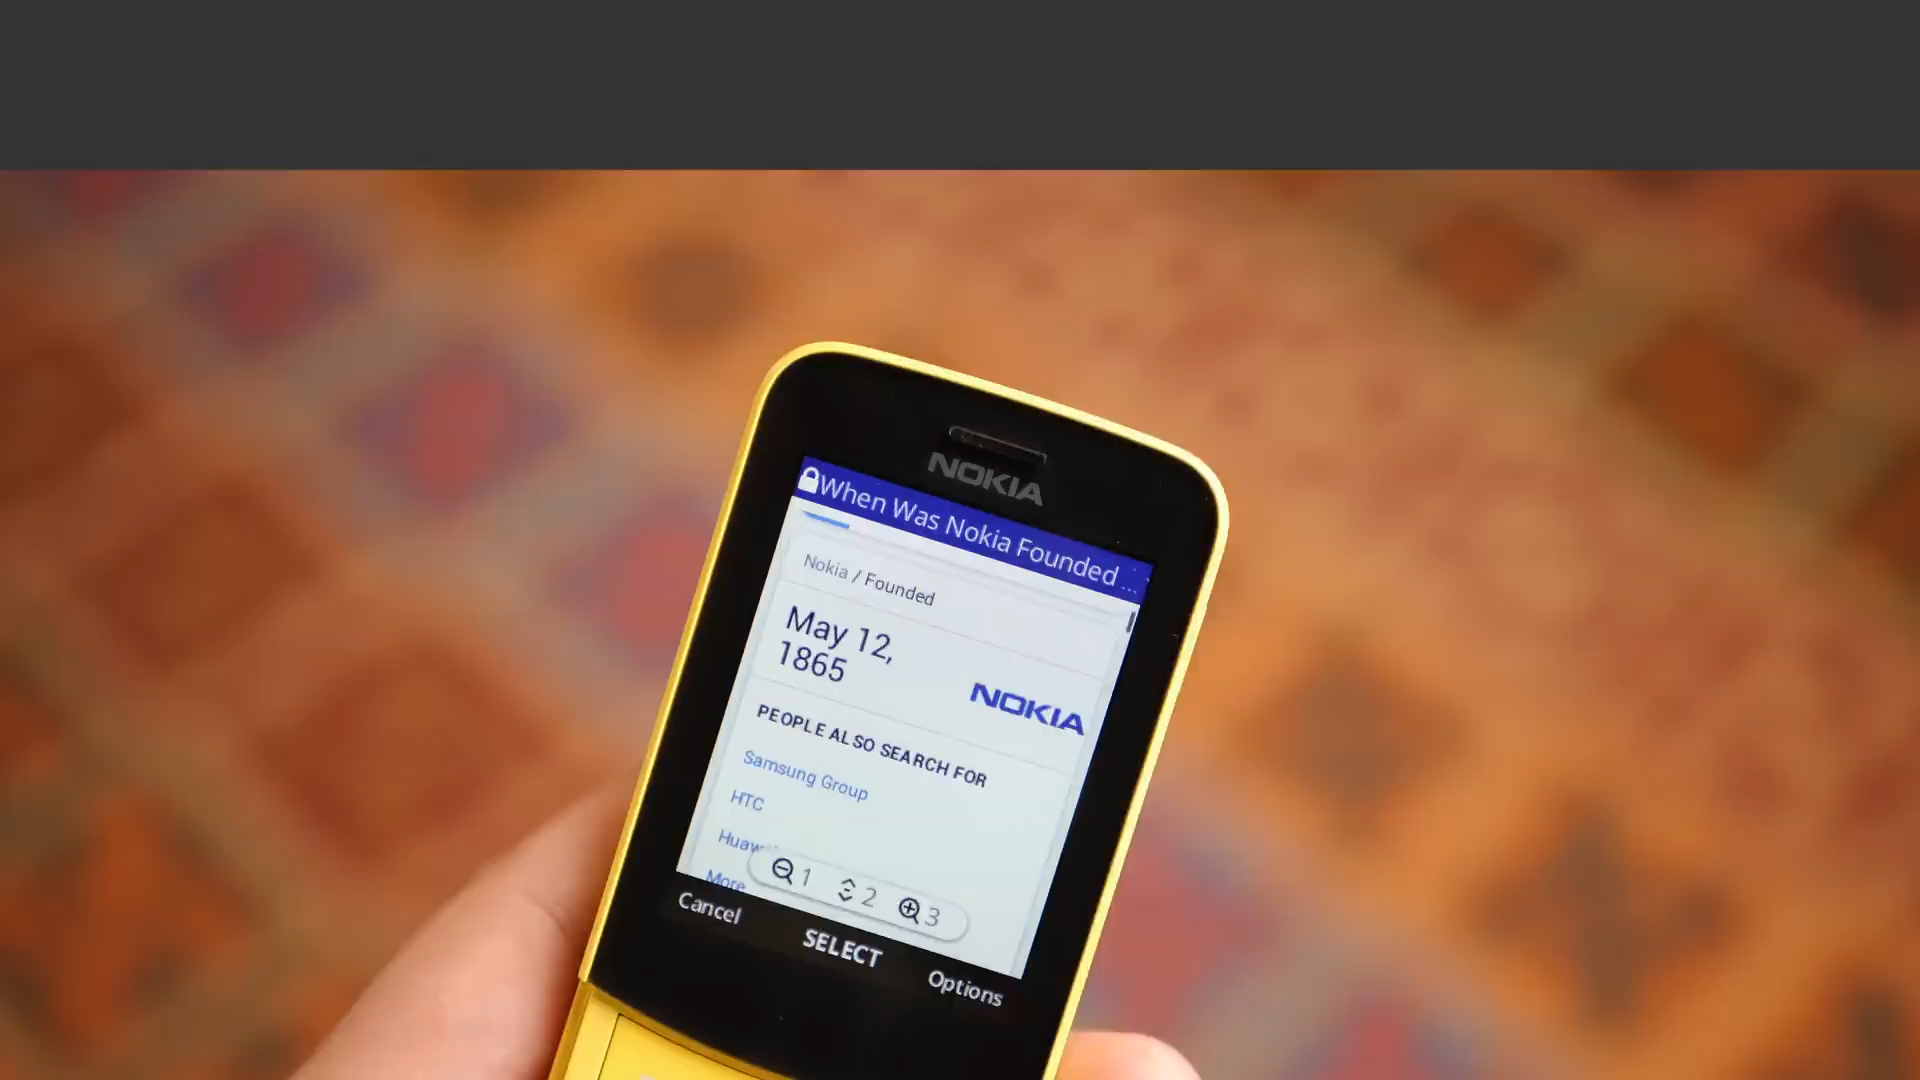 NOKIA
When Was Nokia Founded ...
Nokia / Founded
May 12,
1865
NOKIA
PEOPLE ALSO SEARCH FOR
Samsung Group
HTC
More
1 2 3
Cancel
SELECT
Options